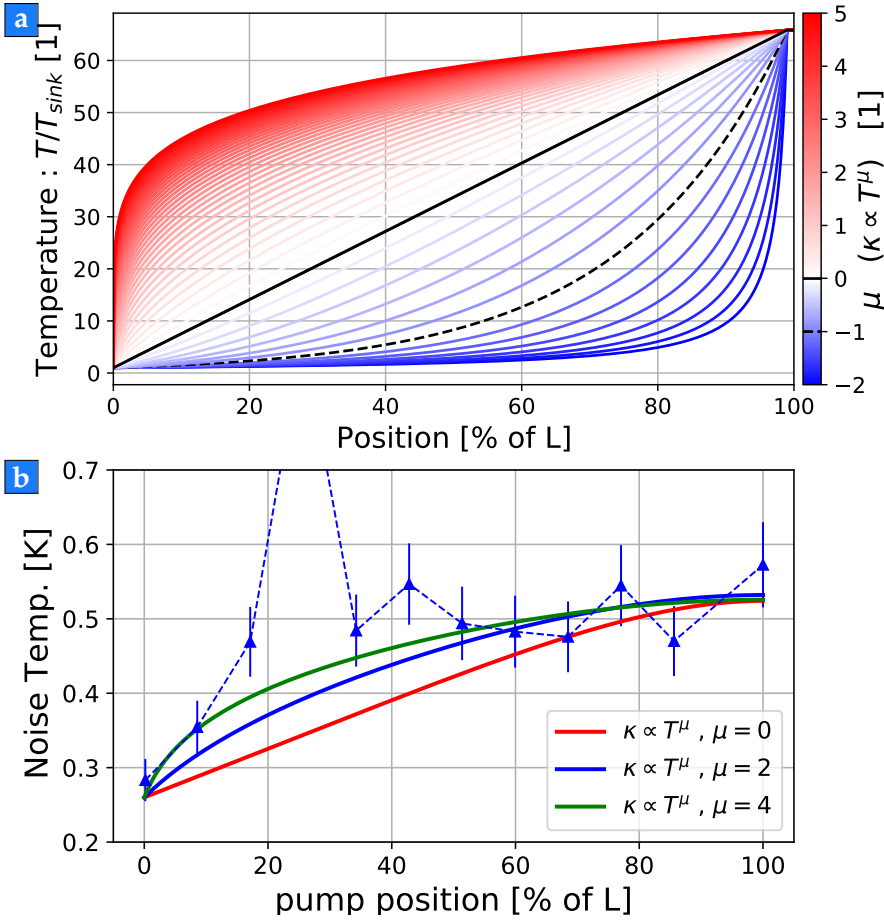 a
Temperature : T/T_sink [1]
60
50
40
30
20
10
0
0 20 40 60 80 100
Position [% of L]
5
4
3
2
1
0
−1
−2
μ (κ ∝ T^μ) [1]
b
Noise Temp. [K]
0.7
0.6
0.5
0.4
0.3
0.2
κ ∝ T^μ , μ = 0
κ ∝ T^μ , μ = 2
κ ∝ T^μ , μ = 4
0 20 40 60 80 100
pump position [% of L]